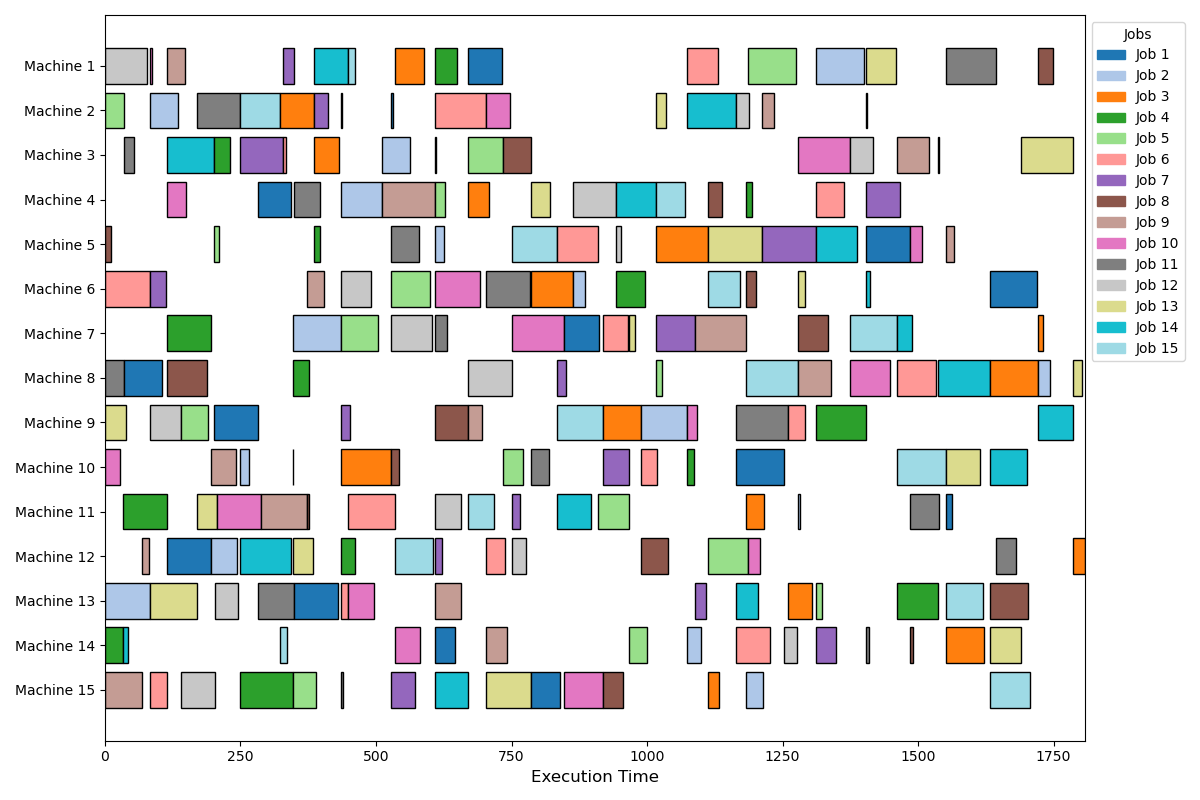 Machine 1
Machine 2
Machine 3
Machine 4
Machine 5
Machine 6
Machine 7
Machine 8
Machine 9
Machine 10
Machine 11
Machine 12
Machine 13
Machine 14
Machine 15
0 250 500 750 1000 1250 1500 1750
Execution Time
Jobs
Job 1
Job 2
Job 3
Job 4
Job 5
Job 6
Job 7
Job 8
Job 9
Job 10
Job 11
Job 12
Job 13
Job 14
Job 15